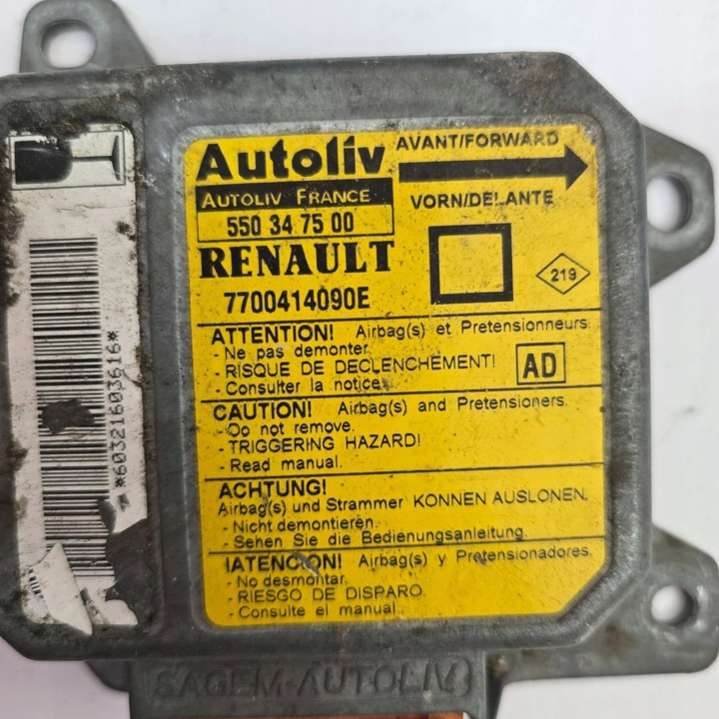 Autoliv
AVANT/FORWARD
AUTOLIV FRANCE
VORN/DELANTE
550 34 75 00
RENAULT
219
7700414090E
ATTENTION! Airbag(s) et Pretensionneurs.
- Ne pas demonter.
- RISQUE DE DECLENCHEMENT!
AD
- Consulter la notice.
CAUTION! Airbag(s) and Pretensioners.
- Do not remove.
- TRIGGERING HAZARD!
- Read manual.
ACHTUNG!
Airbag(s) und Strammer KONNEN AUSLONEN.
- Nicht demontieren.
- Sehen Sie die Bedienungsanleitung.
IATENCION! Airbag(s) y Pretensionadores.
- No desmontar.
- RIESGO DE DISPARO.
- Consulte el manual.
*60321603616*
SAGEM-AUTOLIV